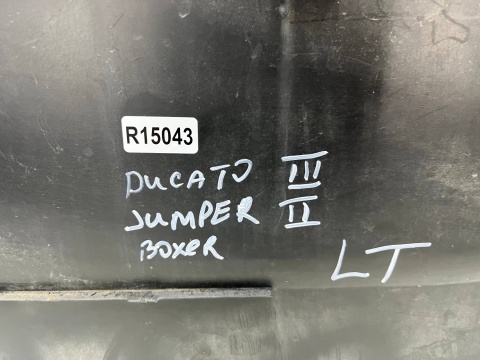 R15043
DUCATO III
JUMPER II
BOXER
LT